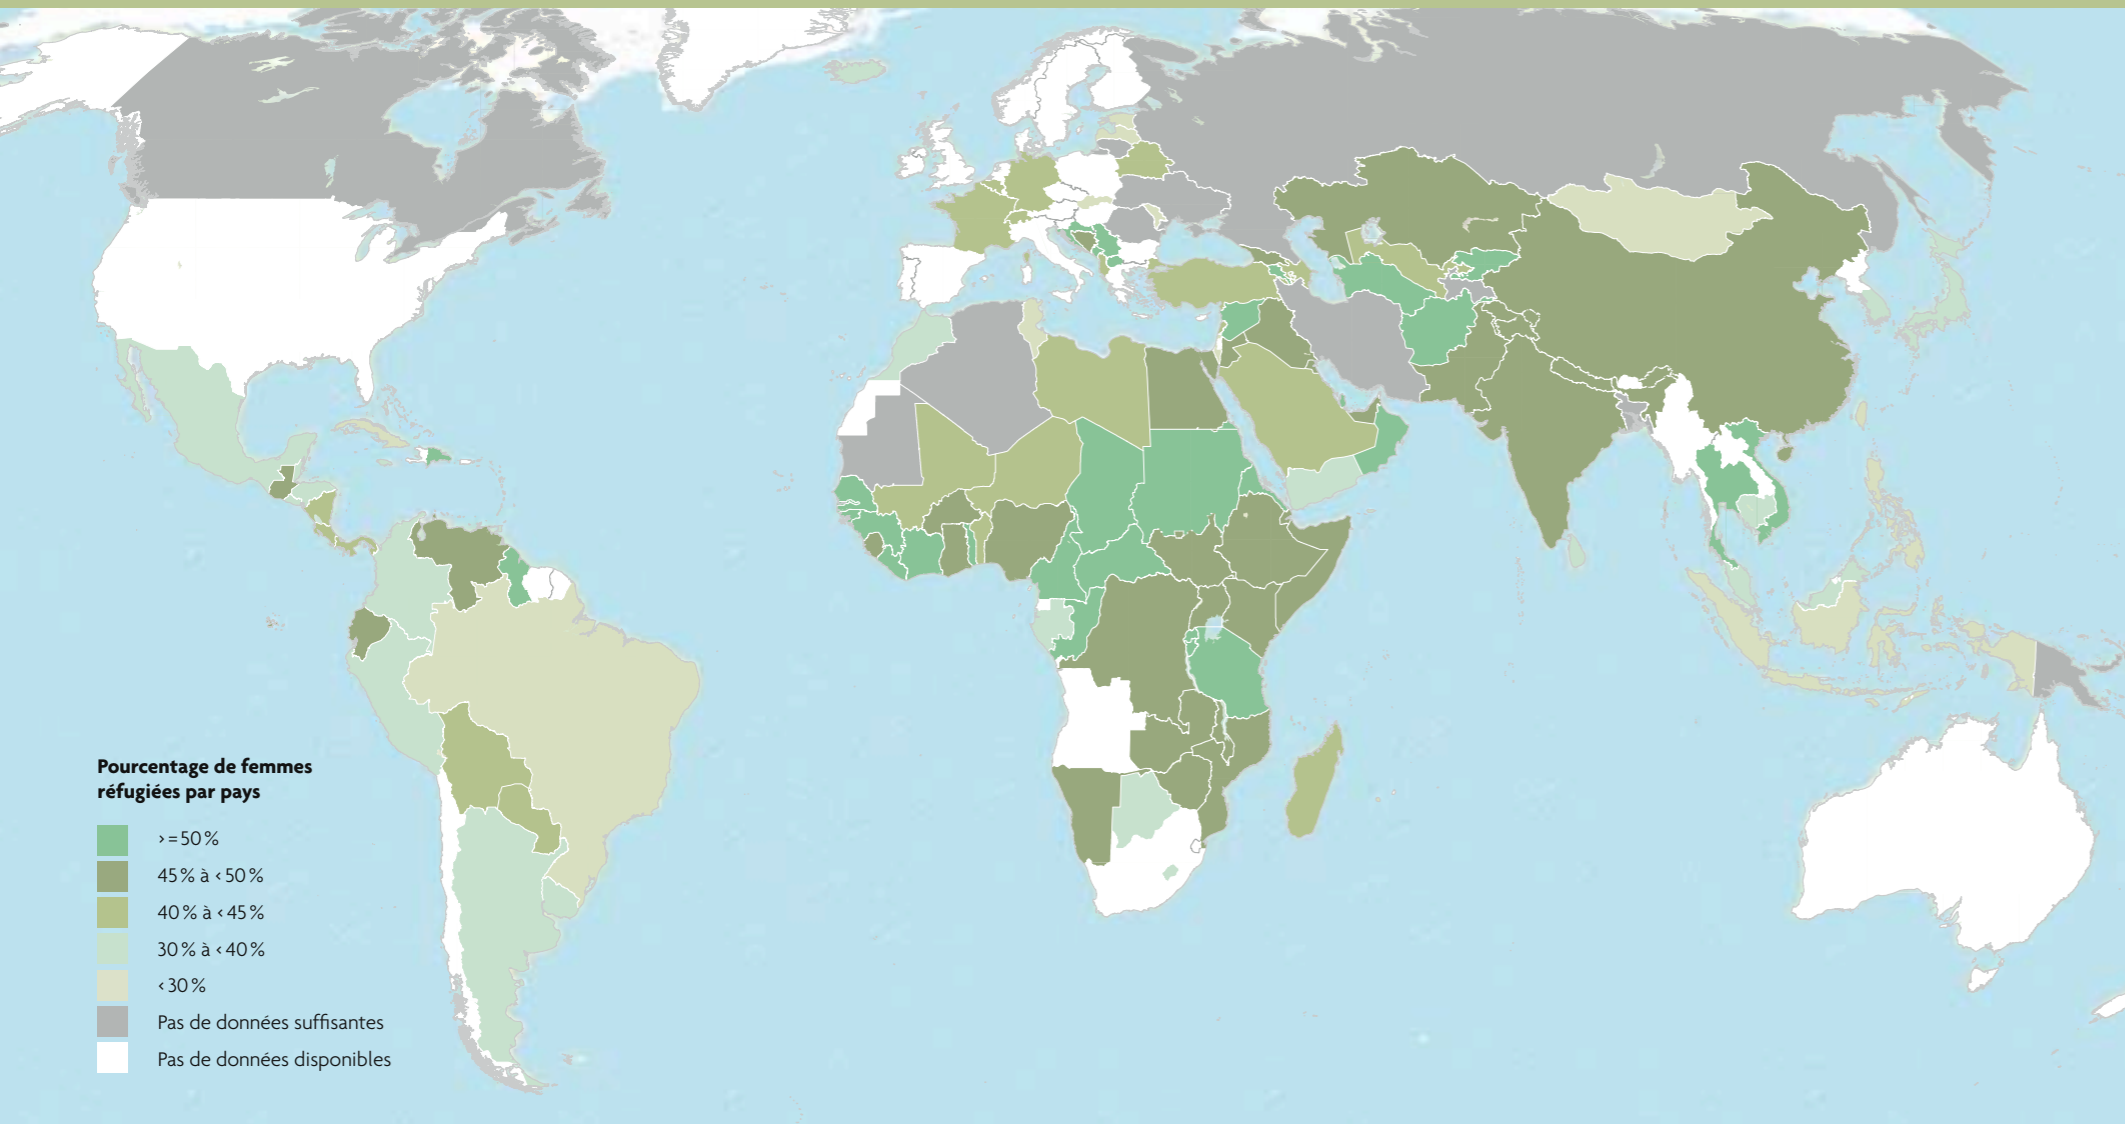 Pourcentage de femmes
réfugiées par pays
>=50 %
45 % à <50 %
40 % à <45 %
30 % à <40 %
<30 %
Pas de données suffisantes
Pas de données disponibles